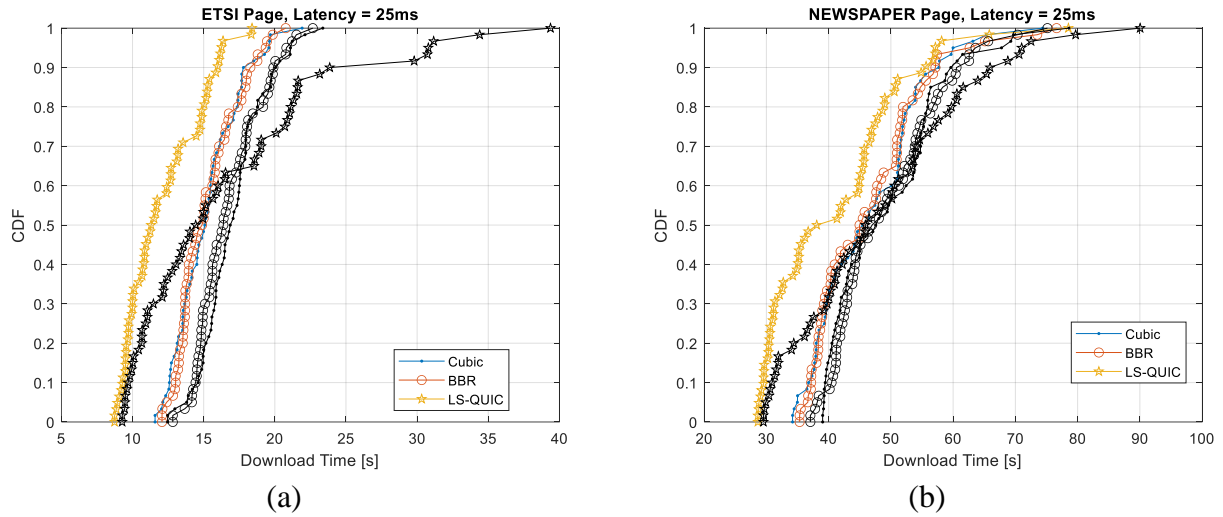 ETSI Page, Latency = 25ms
1
0.9
0.8
0.7
0.6
0.5
0.4
0.3
0.2
0.1
0
CDF
Cubic
BBR
LS-QUIC
5 10 15 20 25 30 35 40
Download Time [s]
(a)
NEWSPAPER Page, Latency = 25ms
1
0.9
0.8
0.7
0.6
0.5
0.4
0.3
0.2
0.1
0
CDF
Cubic
BBR
LS-QUIC
20 30 40 50 60 70 80 90 100
Download Time [s]
(b)